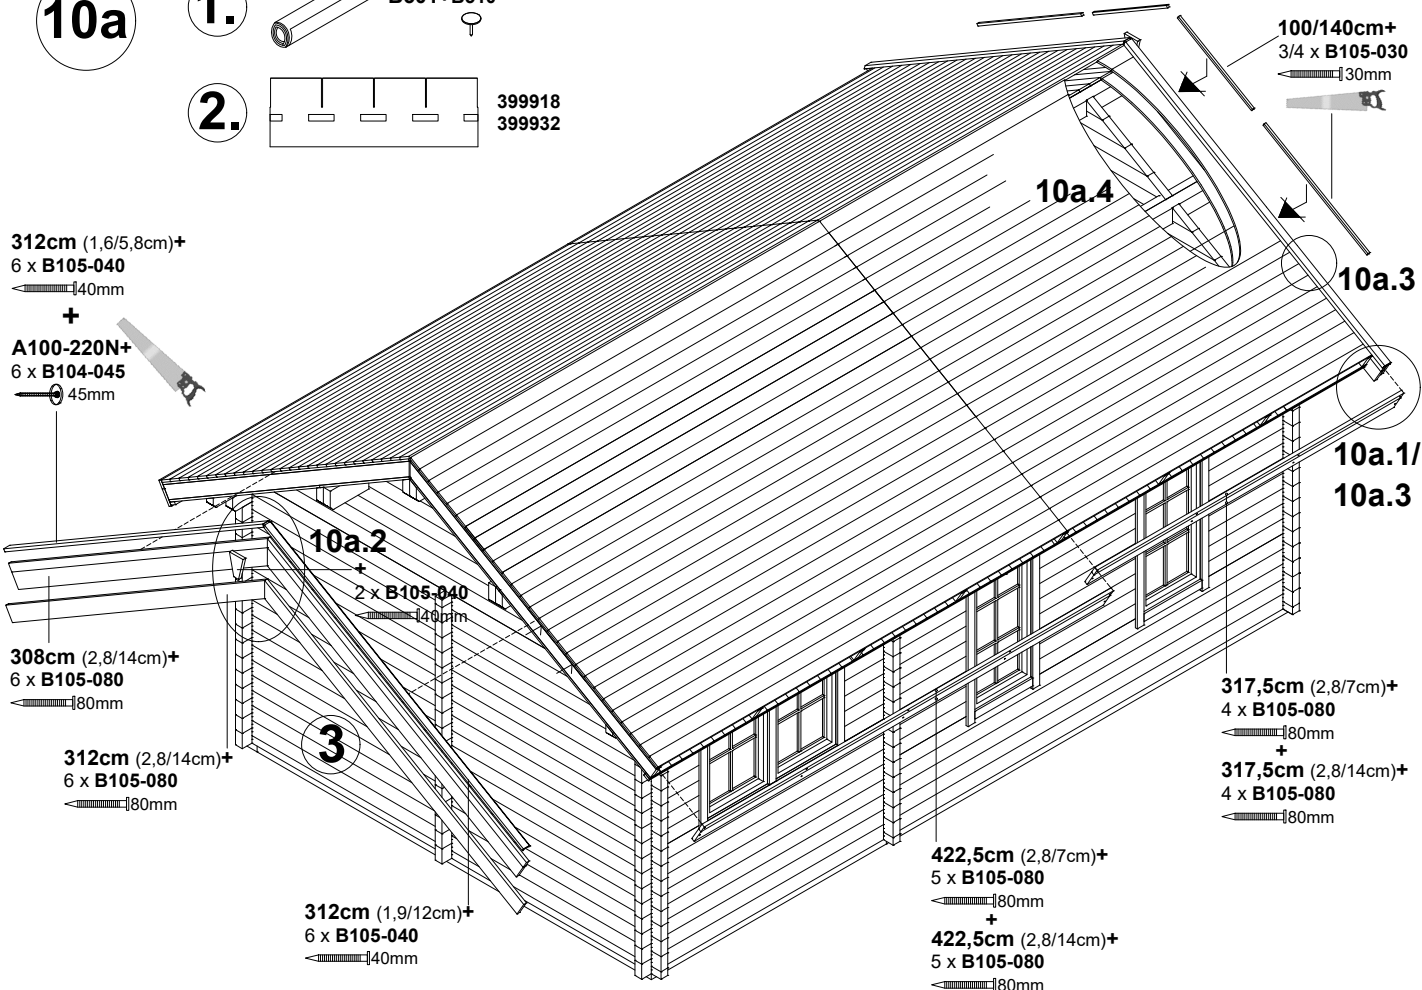 10a
1.
2.
399918
399932
100/140cm+
3/4 x B105-030
30mm
10a.4
10a.3
10a.1/
10a.3
312cm (1,6/5,8cm)+
6 x B105-040
40mm
+
A100-220N+
6 x B104-045
45mm
10a.2
+
2 x B105-040
40mm
308cm (2,8/14cm)+
6 x B105-080
80mm
312cm (2,8/14cm)+
6 x B105-080
80mm
3
312cm (1,9/12cm)+
6 x B105-040
40mm
317,5cm (2,8/7cm)+
4 x B105-080
80mm
+
317,5cm (2,8/14cm)+
4 x B105-080
80mm
422,5cm (2,8/7cm)+
5 x B105-080
80mm
+
422,5cm (2,8/14cm)+
5 x B105-080
80mm